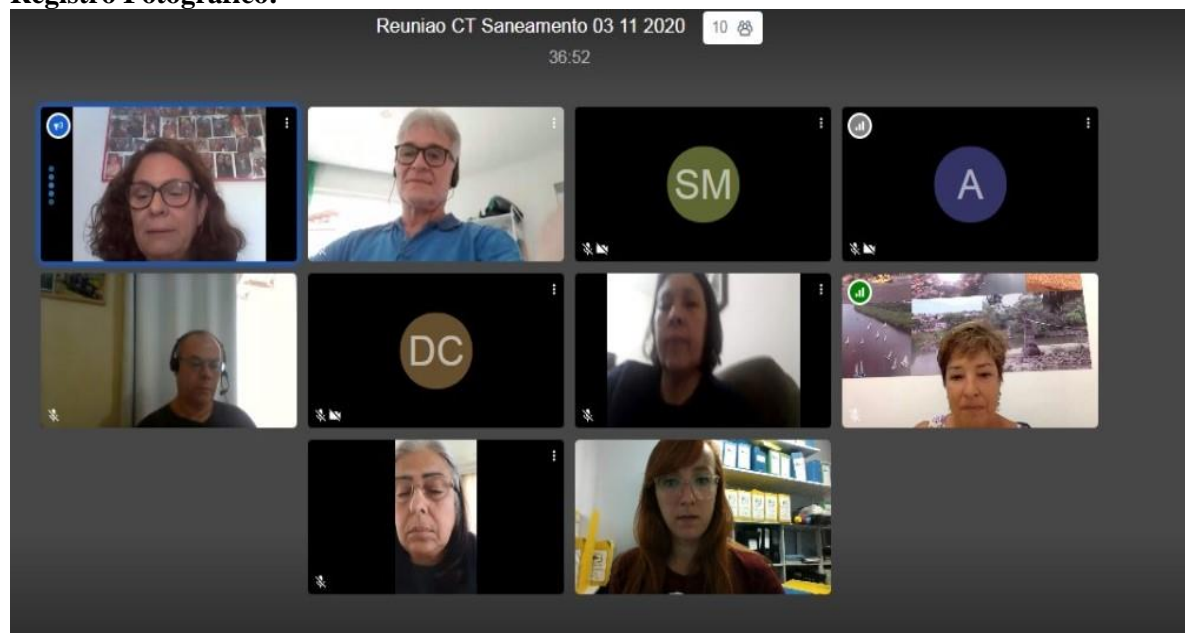 Registro Fotográfico:
Reuniao CT Saneamento 03 11 2020 10
36:52
SM
A
DC